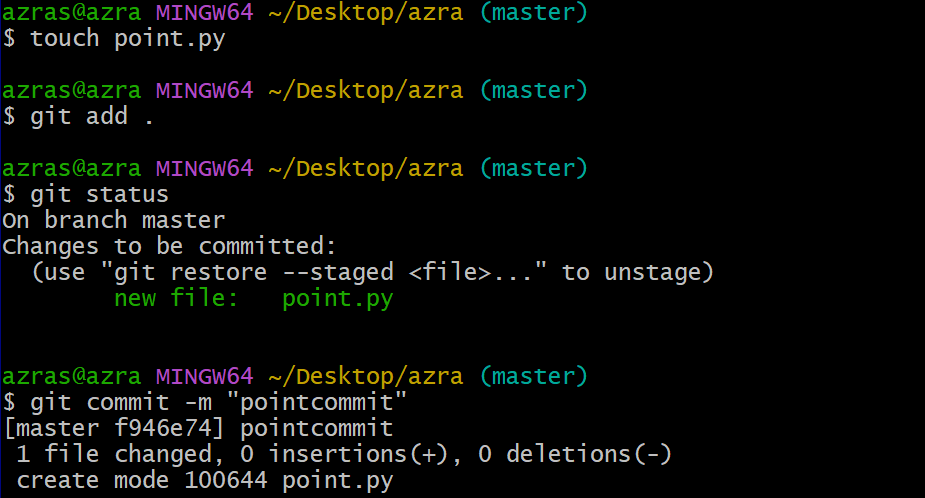 azras@azra MINGW64 ~/Desktop/azra (master)
$ touch point.py
azras@azra MINGW64 ~/Desktop/azra (master)
$ git add .
azras@azra MINGW64 ~/Desktop/azra (master)
$ git status
On branch master
Changes to be committed:
  (use "git restore --staged <file>..." to unstage)
        new file:   point.py
azras@azra MINGW64 ~/Desktop/azra (master)
$ git commit -m "pointcommit"
[master f946e74] pointcommit
 1 file changed, 0 insertions(+), 0 deletions(-)
 create mode 100644 point.py